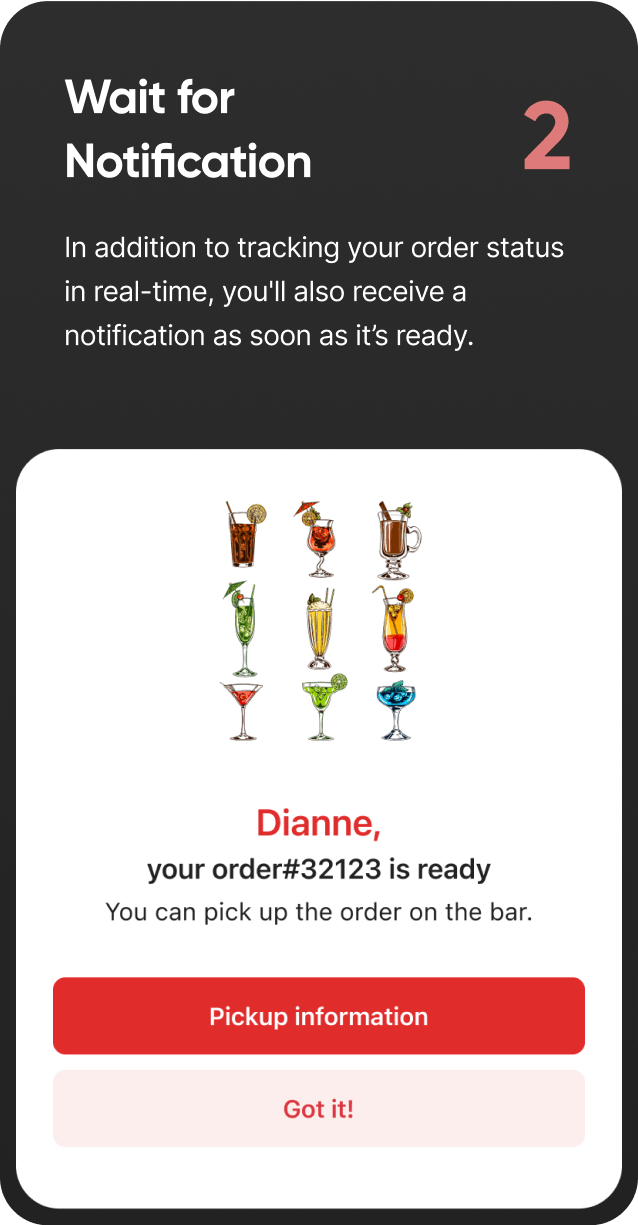 Wait for
Notification
2
In addition to tracking your order status
in real-time, you'll also receive a
notification as soon as it’s ready.
Dianne,
your order#32123 is ready
You can pick up the order on the bar.
Pickup information
Got it!